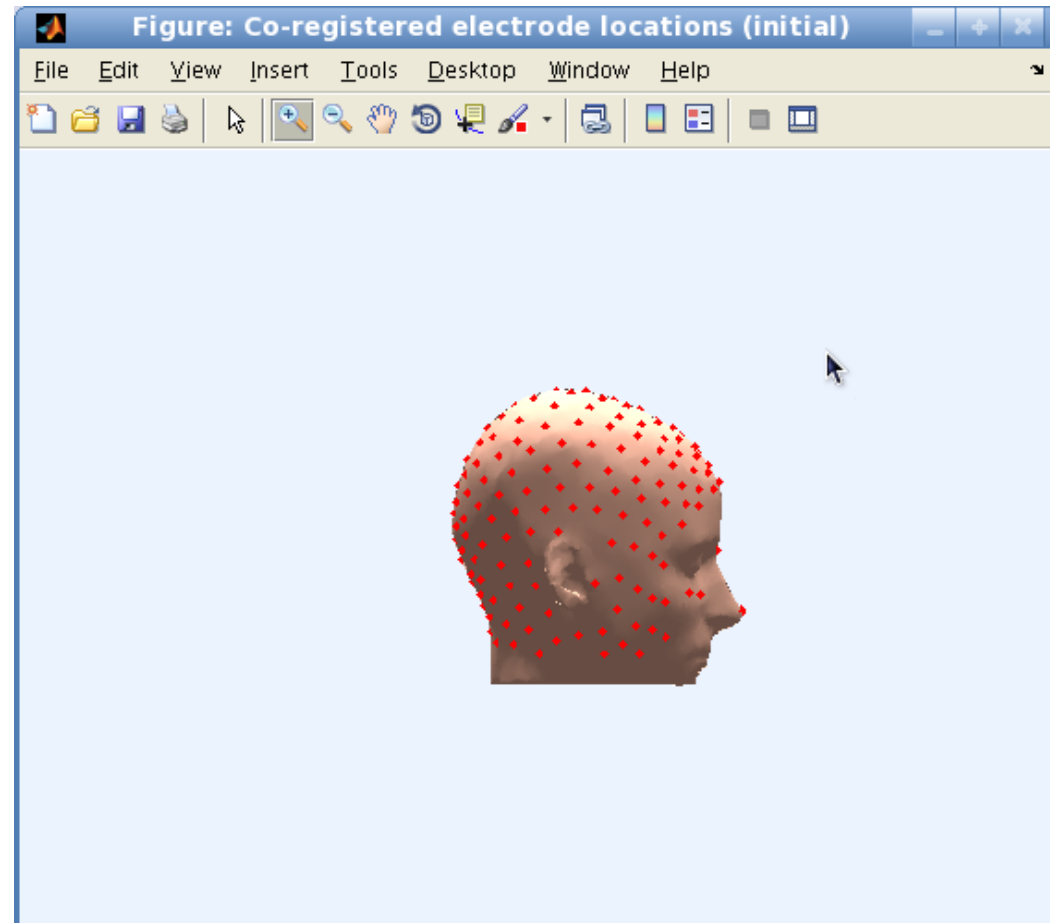 Figure: Co-registered electrode locations (initial)
File Edit View Insert Tools Desktop Window Help